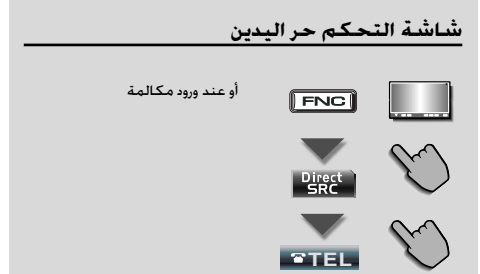 شاشة التحكم حر اليدين
أو عند ورود مكالمة
FNC
Direct
SRC
TEL